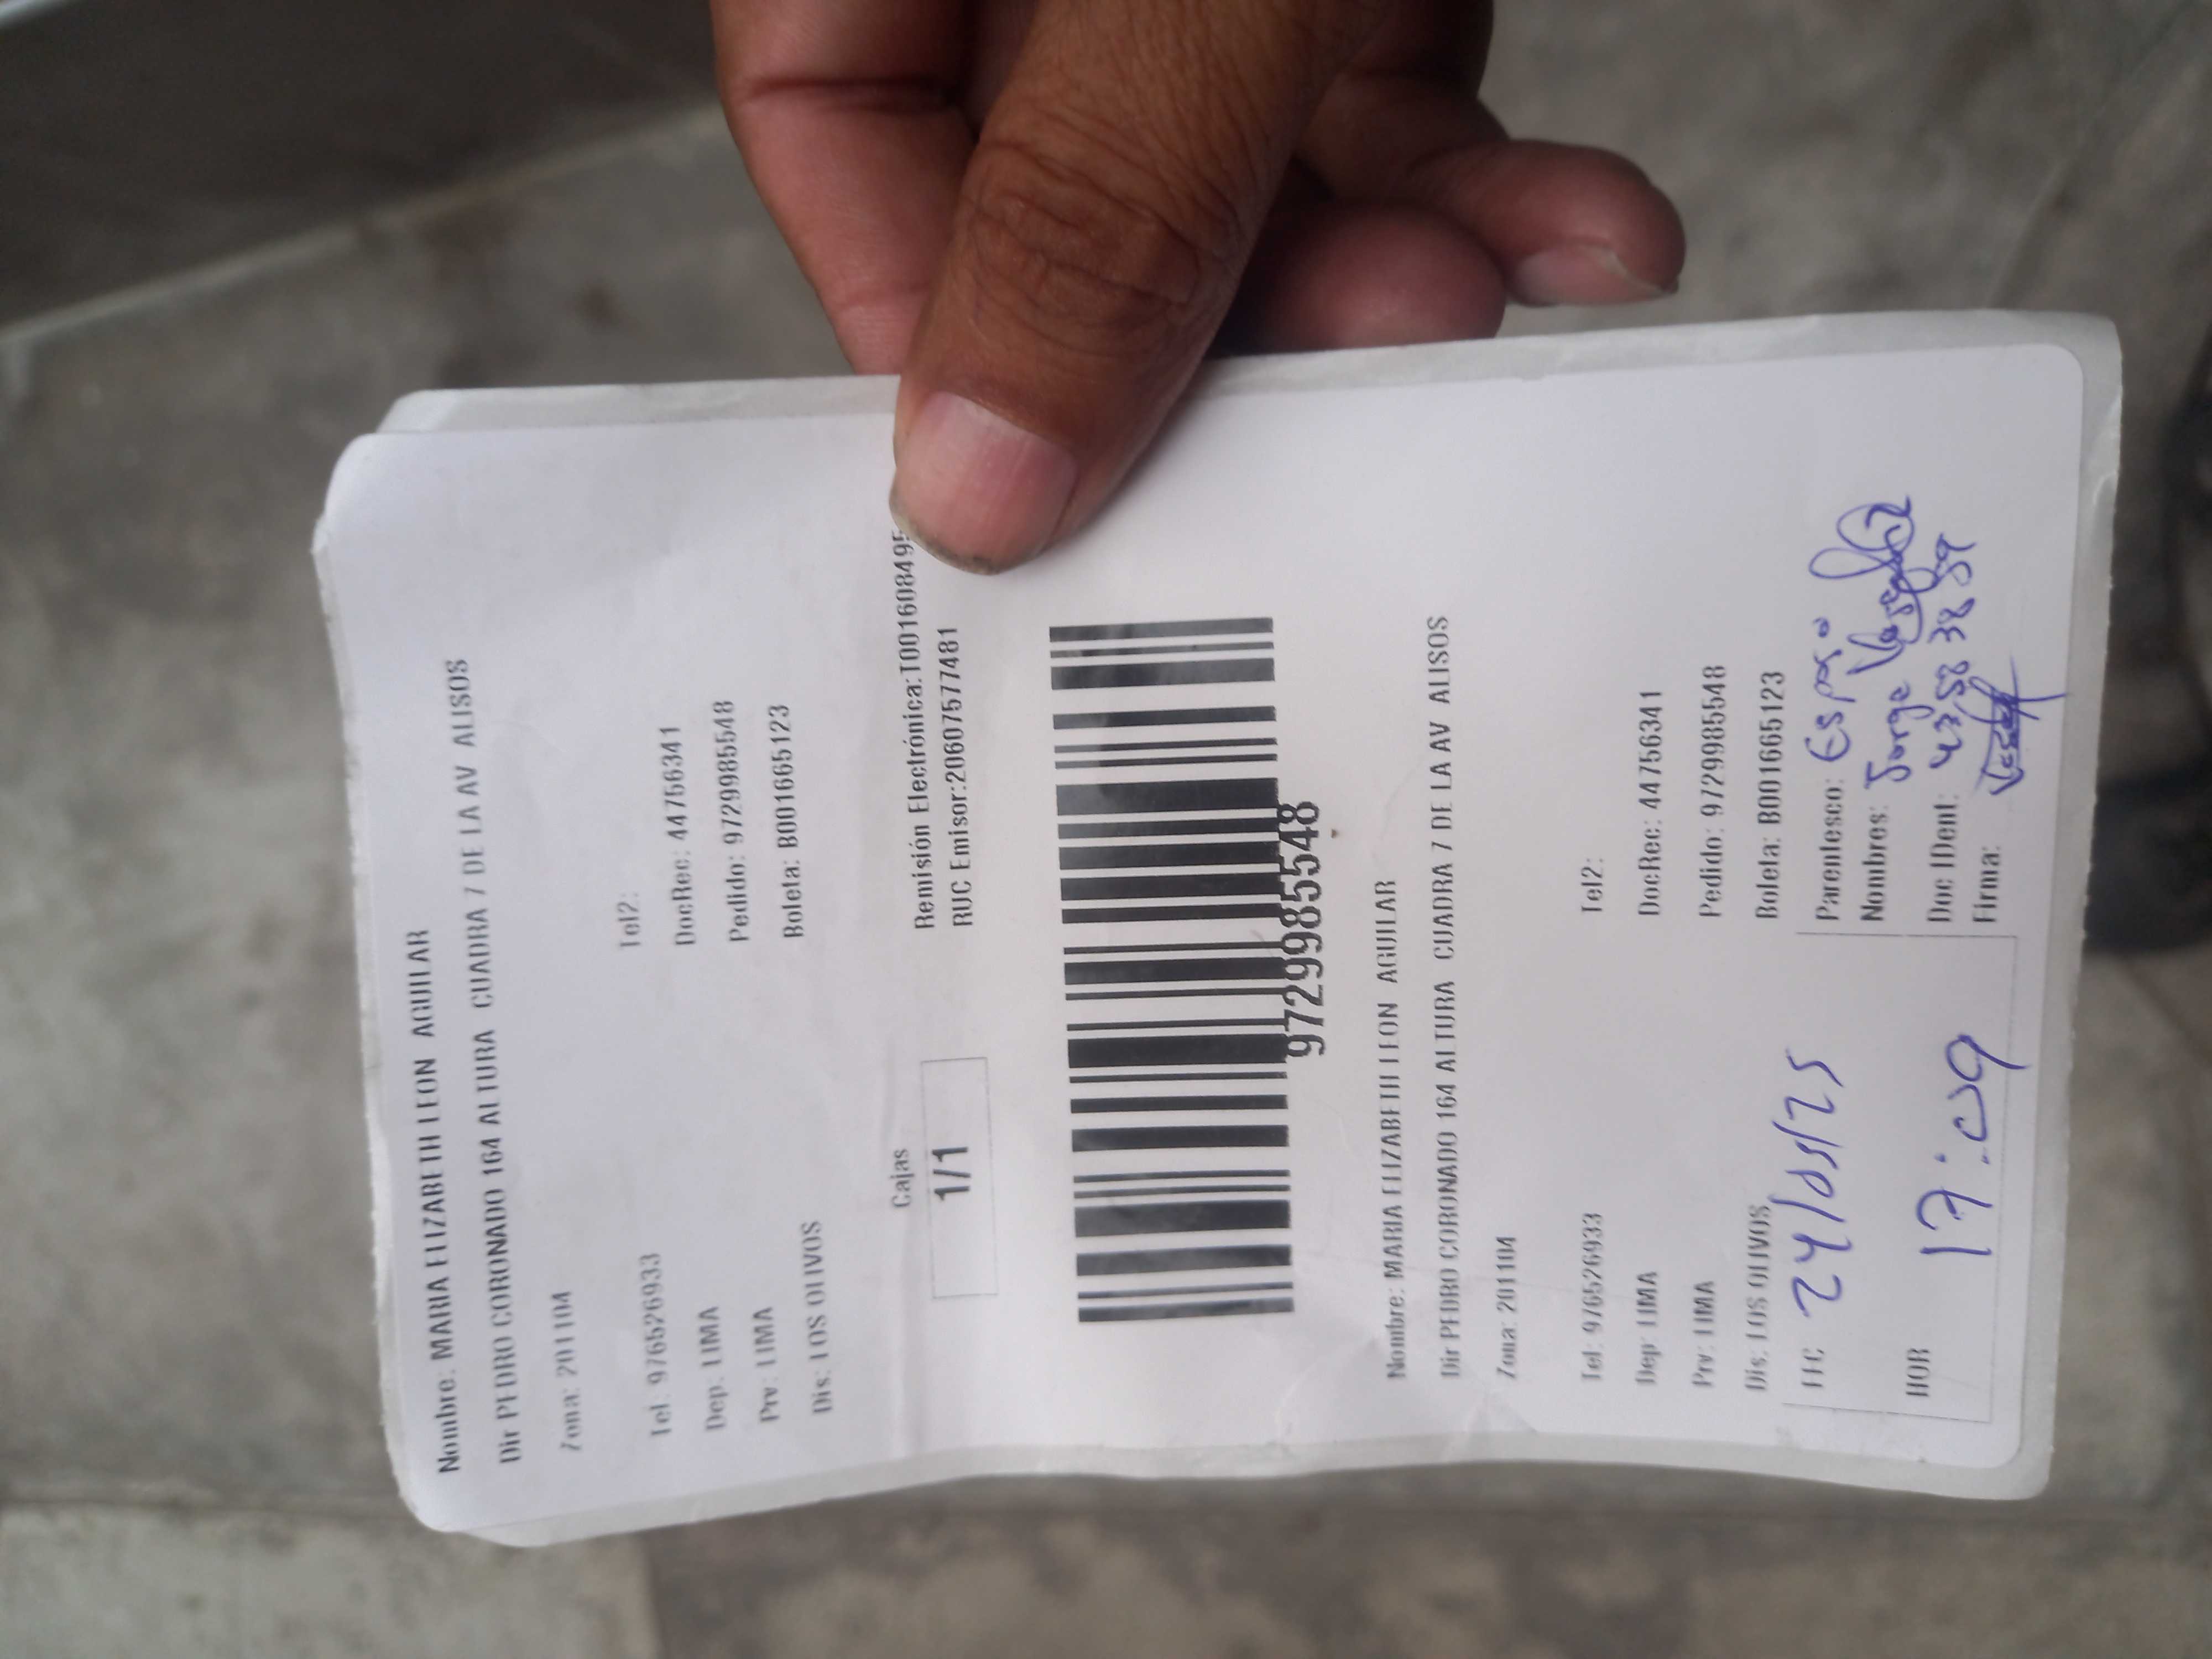 Nombre: MARIA ELIZABETH LEON AGUILAR
Dir PEDRO CORONADO 164 ALTURA CUADRA 7 DE LA AV ALISOS
Zona: 201104
Tel: 976526933 Tel2:
Dep: LIMA DocRec: 44756341
Prv: LIMA Pedido: 9729985548
Dis: LOS OLIVOS Boleta: B001665123
Cajas
1/1
Remisión Electrónica:T001608495
RUC Emisor:20607577481
9729985548
Nombre: MARIA ELIZABETH LEON AGUILAR
Dir PEDRO CORONADO 164 ALTURA CUADRA 7 DE LA AV ALISOS
Zona: 201104
Tel: 976526933 Tel2:
Dep: LIMA DocRec: 44756341
Prv: LIMA Pedido: 9729985548
Dis: LOS OLIVOS Boleta: B001665123
FEC 24/05/25
HOR 17:09
Parentesco: Esposo
Nombres: Jorge
Doc IDent: 43583859
Firma: